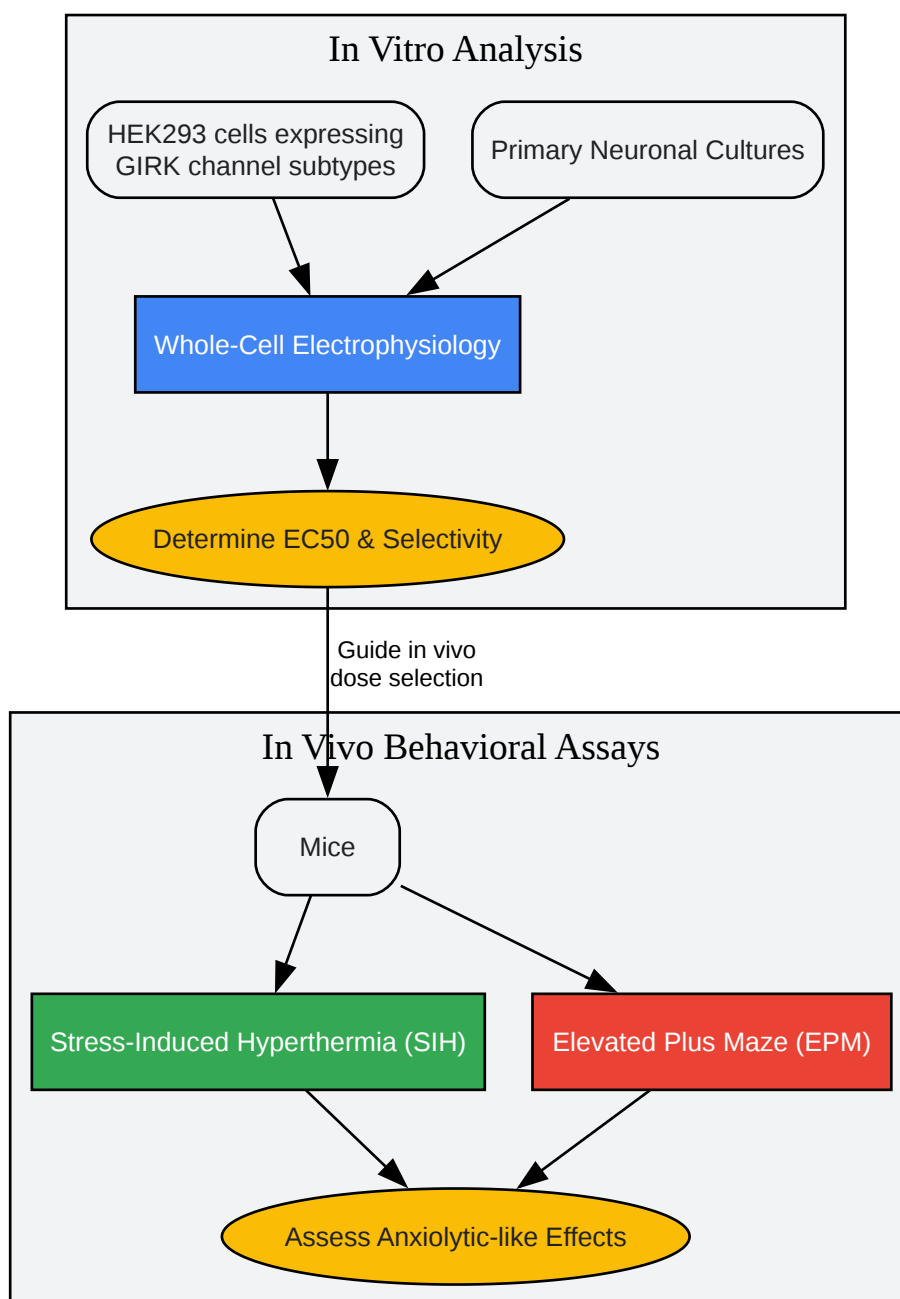 In Vitro Analysis
HEK293 cells expressing
GIRK channel subtypes
Primary Neuronal Cultures
Whole-Cell Electrophysiology
Determine EC50 & Selectivity
Guide in vivo
dose selection
In Vivo Behavioral Assays
Mice
Stress-Induced Hyperthermia (SIH)
Elevated Plus Maze (EPM)
Assess Anxiolytic-like Effects